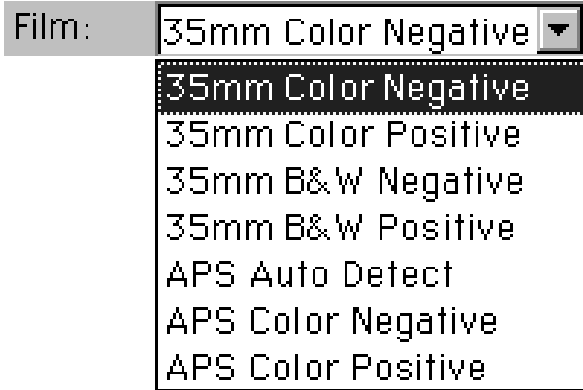 Film: 35mm Color Negative
35mm Color Negative
35mm Color Positive
35mm B&W Negative
35mm B&W Positive
APS Auto Detect
APS Color Negative
APS Color Positive